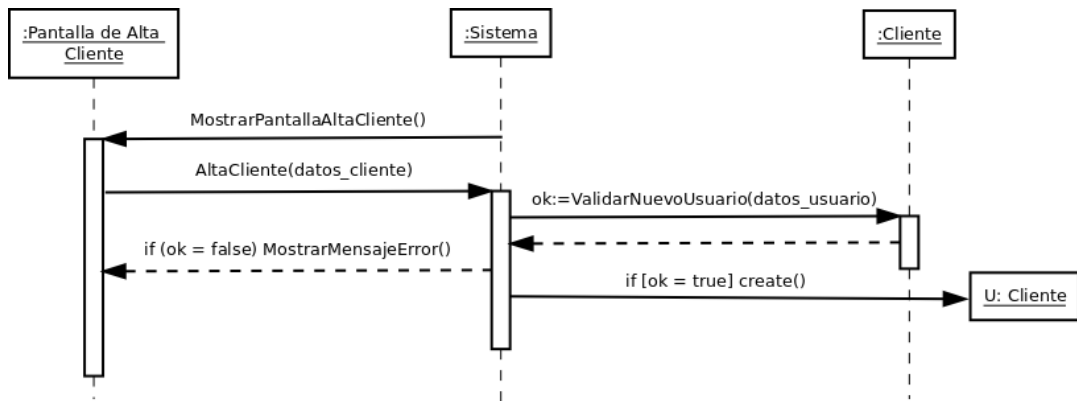 :Pantalla de Alta
Cliente
:Sistema
:Cliente
MostrarPantallaAltaCliente()
AltaCliente(datos_cliente)
ok:=ValidarNuevoUsuario(datos_usuario)
if (ok = false) MostrarMensajeError()
if [ok = true] create()
U: Cliente